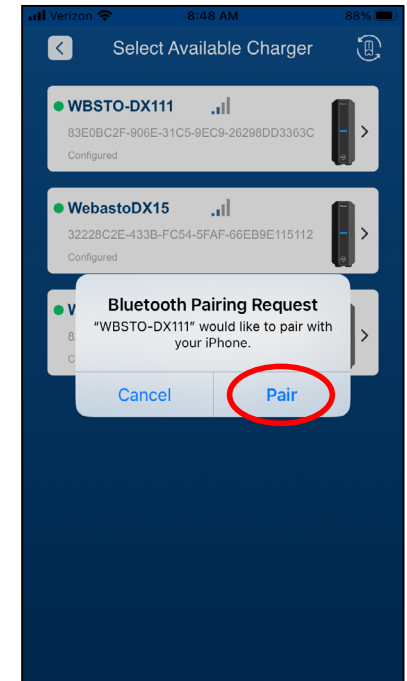 Verizon 8:48 AM 88%
Select Available Charger
WBSTO-DX111
83E0BC2F-906E-31C5-9EC9-26298DD3363C
Configured
WebastoDX15
32228C2E-433B-FC54-5FAF-66EB9E115112
Configured
Bluetooth Pairing Request
"WBSTO-DX111" would like to pair with
your iPhone.
Cancel Pair